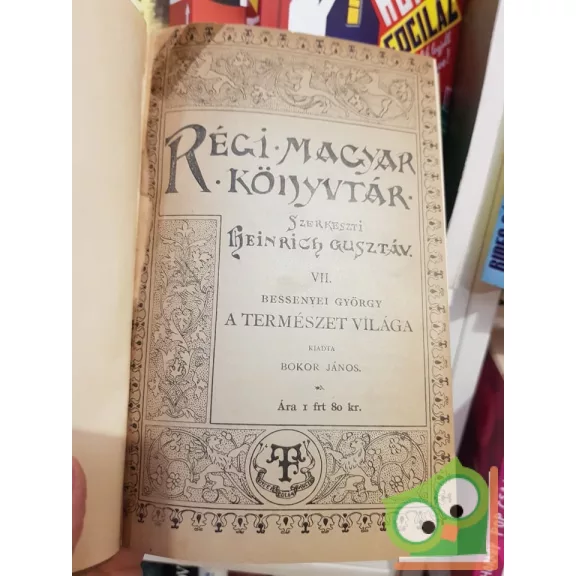 RÉGI · MAGYAR
· KÖNYVTÁR ·
SZERKESZTI
HEINRICH GUSZTÁV.
VII.
BESSENYEI GYÖRGY
A TERMÉSZET VILÁGA
KIADTA
BOKOR JÁNOS.
Ára 1 frt 80 kr.